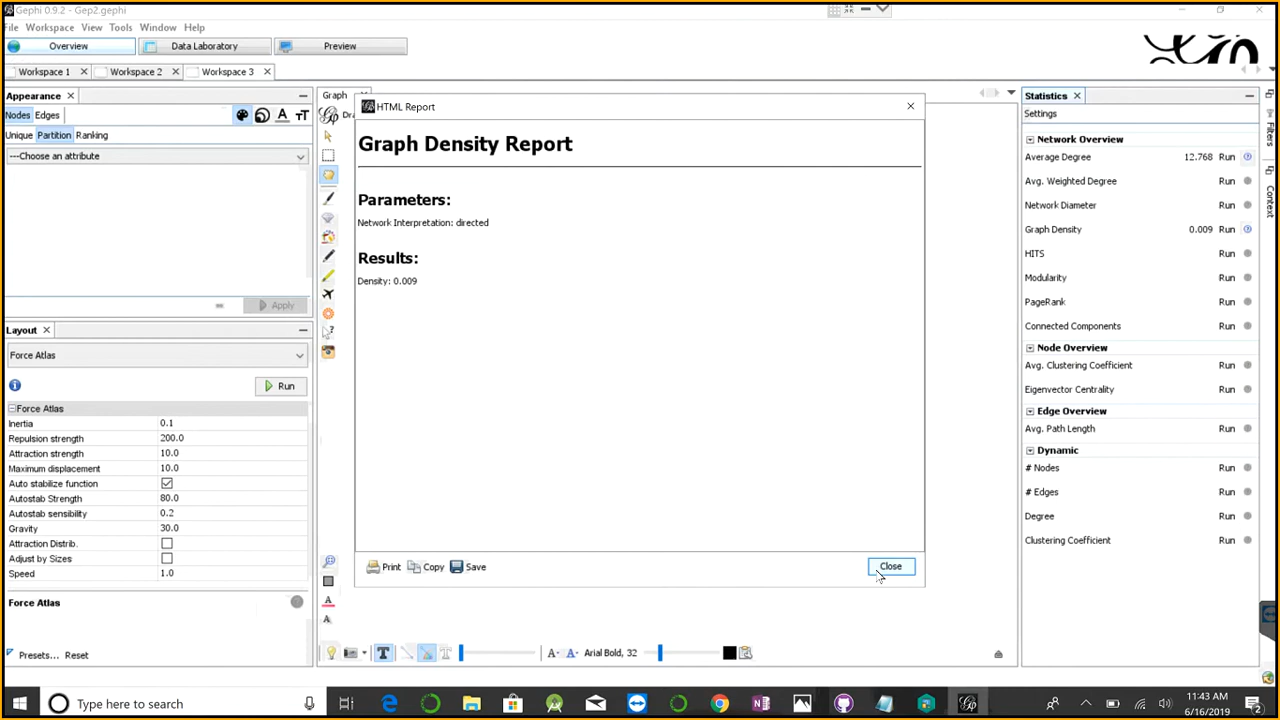 Gephi 0.9.2 - Gep2.gephi
File Workspace View Tools Window Help
Overview Data Laboratory Preview
Workspace 1 Workspace 2 Workspace 3
Appearance
Nodes Edges
Unique Partition Ranking
---Choose an attribute
Apply
Layout
Force Atlas
Run
Force Atlas
Inertia 0.1
Repulsion strength 200.0
Attraction strength 10.0
Maximum displacement 10.0
Auto stabilize function
Autostab Strength 80.0
Autostab sensibility 0.2
Gravity 30.0
Attraction Distrib.
Adjust by Sizes
Speed 1.0
Force Atlas
Presets... Reset
Graph
HTML Report
Graph Density Report
Parameters:
Network Interpretation: directed
Results:
Density: 0.009
Print Copy Save Close
Arial Bold, 32
Statistics
Settings
Network Overview
Average Degree 12.768 Run
Avg. Weighted Degree Run
Network Diameter Run
Graph Density 0.009 Run
HITS Run
Modularity Run
PageRank Run
Connected Components Run
Node Overview
Avg. Clustering Coefficient Run
Eigenvector Centrality Run
Edge Overview
Avg. Path Length Run
Dynamic
# Nodes Run
# Edges Run
Degree Run
Clustering Coefficient Run
Filters
Context
Type here to search
11:43 AM
6/16/2019